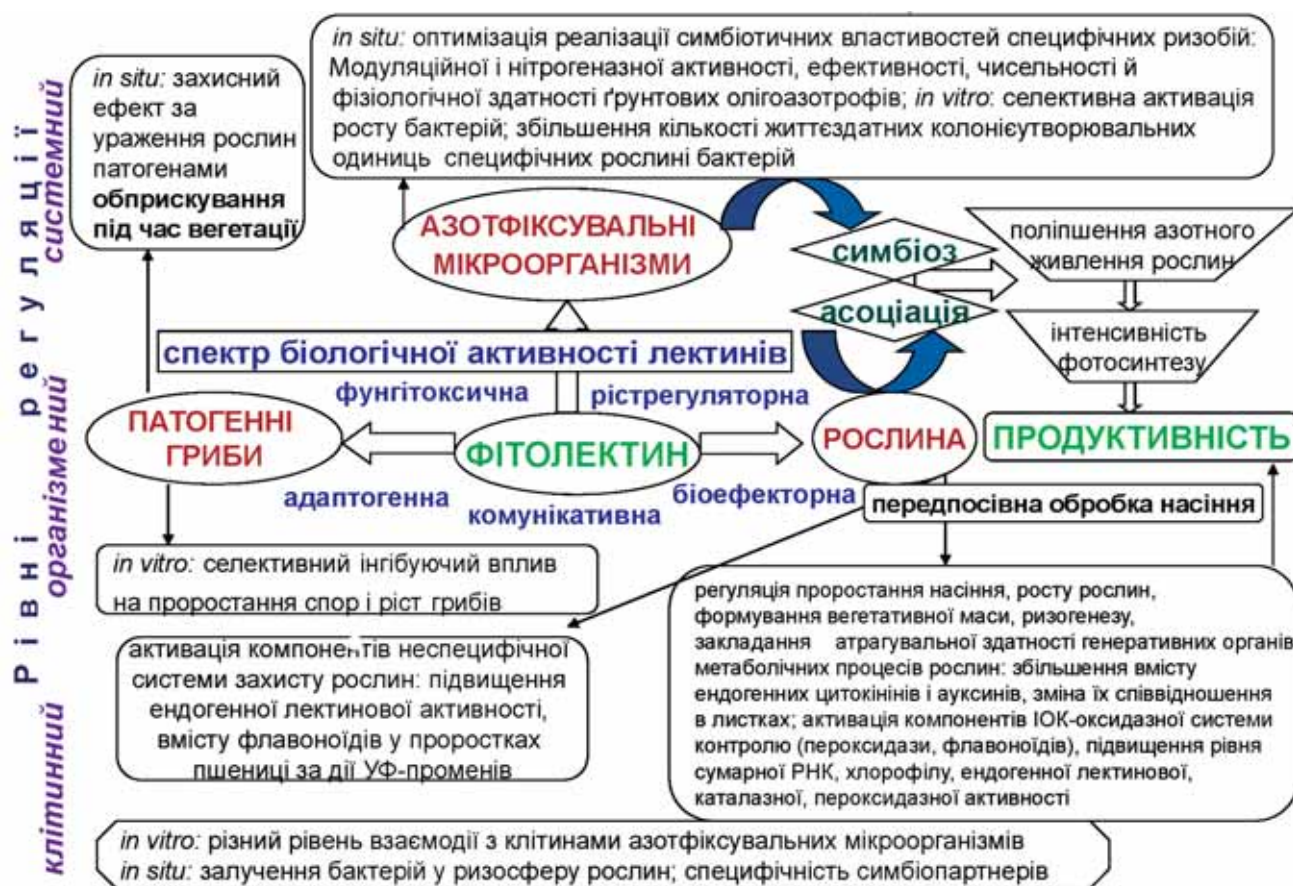 Рівні регуляції
системний
організмений
клітинний
in situ: захисний
ефект за
ураження рослин
патогенами
обприскування
під час вегетації
in situ: оптимізація реалізації симбіотичних властивостей специфічних ризобій:
Модуляційної і нітрогеназної активності, ефективності, чисельності й
фізіологічної здатності ґрунтових олігоазотрофів; in vitro: селективна активація
росту бактерій; збільшення кількості життєздатних колонієутворювальних
одиниць специфічних рослині бактерій
АЗОТФІКСУВАЛЬНІ
МІКРООРГАНІЗМИ
симбіоз
асоціація
поліпшення азотного
живлення рослин
інтенсивність
фотосинтезу
ПРОДУКТИВНІСТЬ
спектр біологічної активності лектинів
фунгітоксична
рістрегуляторна
ПАТОГЕННІ
ГРИБИ
ФІТОЛЕКТИН
РОСЛИНА
адаптогенна
комунікативна
біоефекторна
передпосівна обробка насіння
in vitro: селективний інгібуючий вплив
на проростання спор і ріст грибів
активація компонентів неспецифічної
системи захисту рослин: підвищення
ендогенної лектинової активності,
вмісту флавоноїдів у проростках
пшениці за дії УФ-променів
регуляція проростання насіння, росту рослин,
формування вегетативної маси, ризогенезу,
закладання атрагувальної здатності генеративних органів
метаболічних процесів рослин: збільшення вмісту
ендогенних цитокінінів і ауксинів, зміна їх співвідношення
в листках; активація компонентів ІОК-оксидазної системи
контролю (пероксидази, флавоноїдів), підвищення рівня
сумарної РНК, хлорофілу, ендогенної лектинової,
каталазної, пероксидазної активності
in vitro: різний рівень взаємодії з клітинами азотфіксувальних мікроорганізмів
in situ: залучення бактерій у ризосферу рослин; специфічність симбіопартнерів